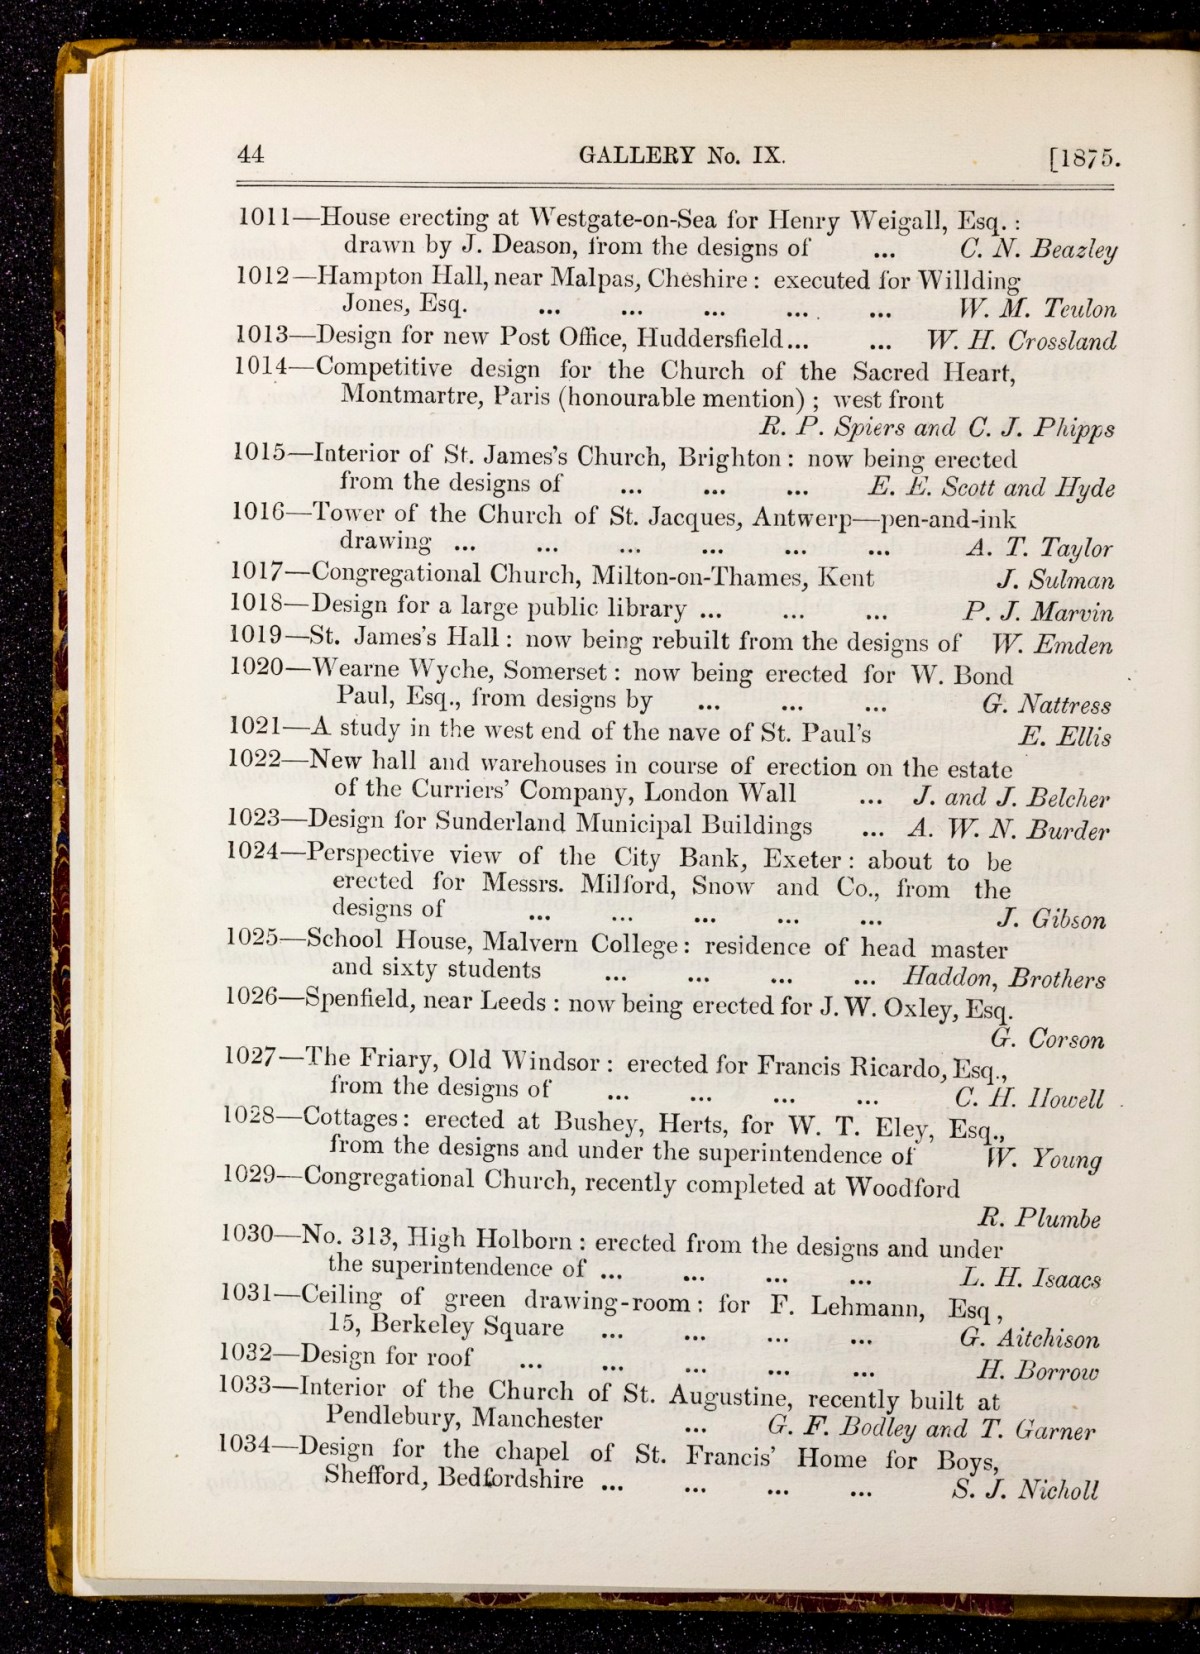 44 GALLERY No. IX. [1875.
1011—House erecting at Westgate-on-Sea for Henry Weigall, Esq. :
drawn by J. Deason, from the designs of ... C. N. Beazley
1012—Hampton Hall, near Malpas, Cheshire : executed for Willding
Jones, Esq. ... ... ... ... ... W. M. Teulon
1013—Design for new Post Office, Huddersfield... ... W. H. Crossland
1014—Competitive design for the Church of the Sacred Heart,
Montmartre, Paris (honourable mention) ; west front
R. P. Spiers and C. J. Phipps
1015—Interior of St. James's Church, Brighton : now being erected
from the designs of ... ... ... E. E. Scott and Hyde
1016—Tower of the Church of St. Jacques, Antwerp—pen-and-ink
drawing ... ... ... ... ... ... A. T. Taylor
1017—Congregational Church, Milton-on-Thames, Kent J. Sulman
1018—Design for a large public library ... ... ... P. J. Marvin
1019—St. James's Hall : now being rebuilt from the designs of W. Emden
1020—Wearne Wyche, Somerset : now being erected for W. Bond
Paul, Esq., from designs by ... ... ... G. Nattress
1021—A study in the west end of the nave of St. Paul's E. Ellis
1022—New hall and warehouses in course of erection on the estate
of the Curriers' Company, London Wall ... J. and J. Belcher
1023—Design for Sunderland Municipal Buildings ... A. W. N. Burder
1024—Perspective view of the City Bank, Exeter : about to be
erected for Messrs. Milford, Snow and Co., from the
designs of ... ... ... ... ... J. Gibson
1025—School House, Malvern College : residence of head master
and sixty students ... ... ... ... Haddon, Brothers
1026—Spenfield, near Leeds : now being erected for J. W. Oxley, Esq.
G. Corson
1027—The Friary, Old Windsor : erected for Francis Ricardo, Esq.,
from the designs of ... ... ... ... C. H. Howell
1028—Cottages : erected at Bushey, Herts, for W. T. Eley, Esq.,
from the designs and under the superintendence of W. Young
1029—Congregational Church, recently completed at Woodford
R. Plumbe
1030—No. 313, High Holborn : erected from the designs and under
the superintendence of ... ... ... ... L. H. Isaacs
1031—Ceiling of green drawing-room : for F. Lehmann, Esq ,
15, Berkeley Square ... ... ... ... G. Aitchison
1032—Design for roof ... ... ... ... ... H. Borrow
1033—Interior of the Church of St. Augustine, recently built at
Pendlebury, Manchester ... G. F. Bodley and T. Garner
1034—Design for the chapel of St. Francis' Home for Boys,
Shefford, Bedfordshire ... ... ... ... S. J. Nicholl